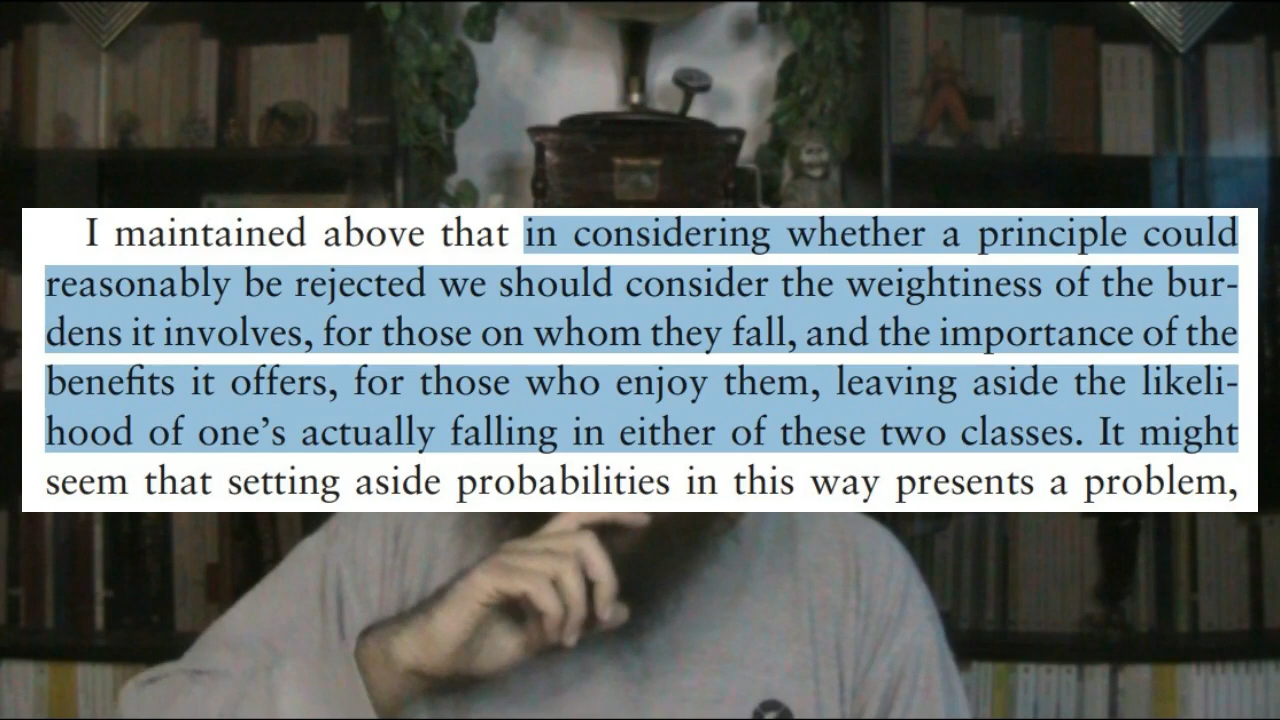 I maintained above that in considering whether a principle could
reasonably be rejected we should consider the weightiness of the bur-
dens it involves, for those on whom they fall, and the importance of the
benefits it offers, for those who enjoy them, leaving aside the likeli-
hood of one's actually falling in either of these two classes. It might
seem that setting aside probabilities in this way presents a problem,